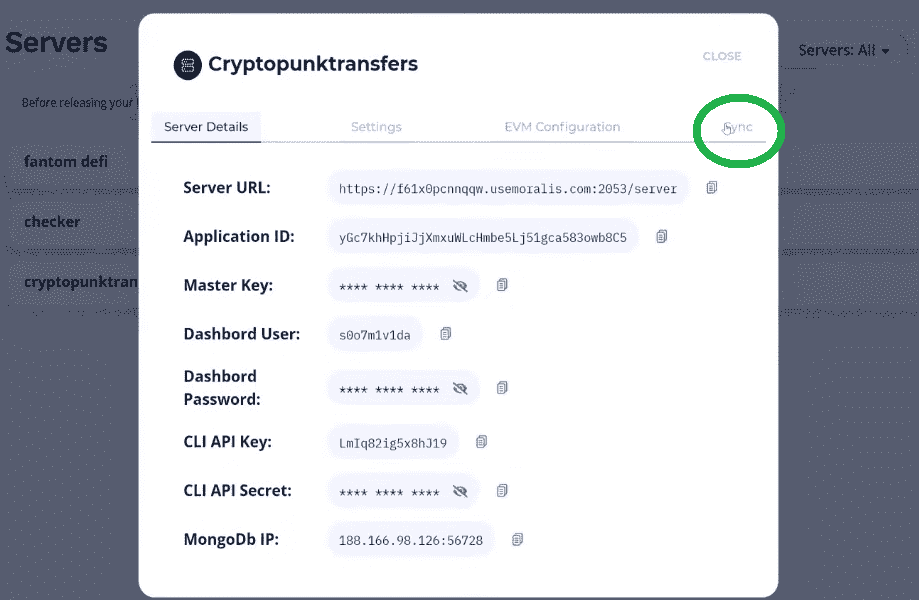 Servers
Cryptopunktransfers
CLOSE
Servers: All
Before releasing your
Server Details
Settings
EVM Configuration
Sync
fantom defi
checker
cryptopunktran
Server URL:
https://f61x0pcnnqqw.usemoralis.com:2053/server
Application ID:
yGc7khHpjiJjXmxuWLcHmbe5Lj51gca583owb8C5
Master Key:
**** **** ****
Dashbord User:
s0o7m1v1da
Dashbord
Password:
**** **** ****
CLI API Key:
LmIq82ig5x8hJ19
CLI API Secret:
**** **** ****
MongoDb IP:
188.166.98.126:56728